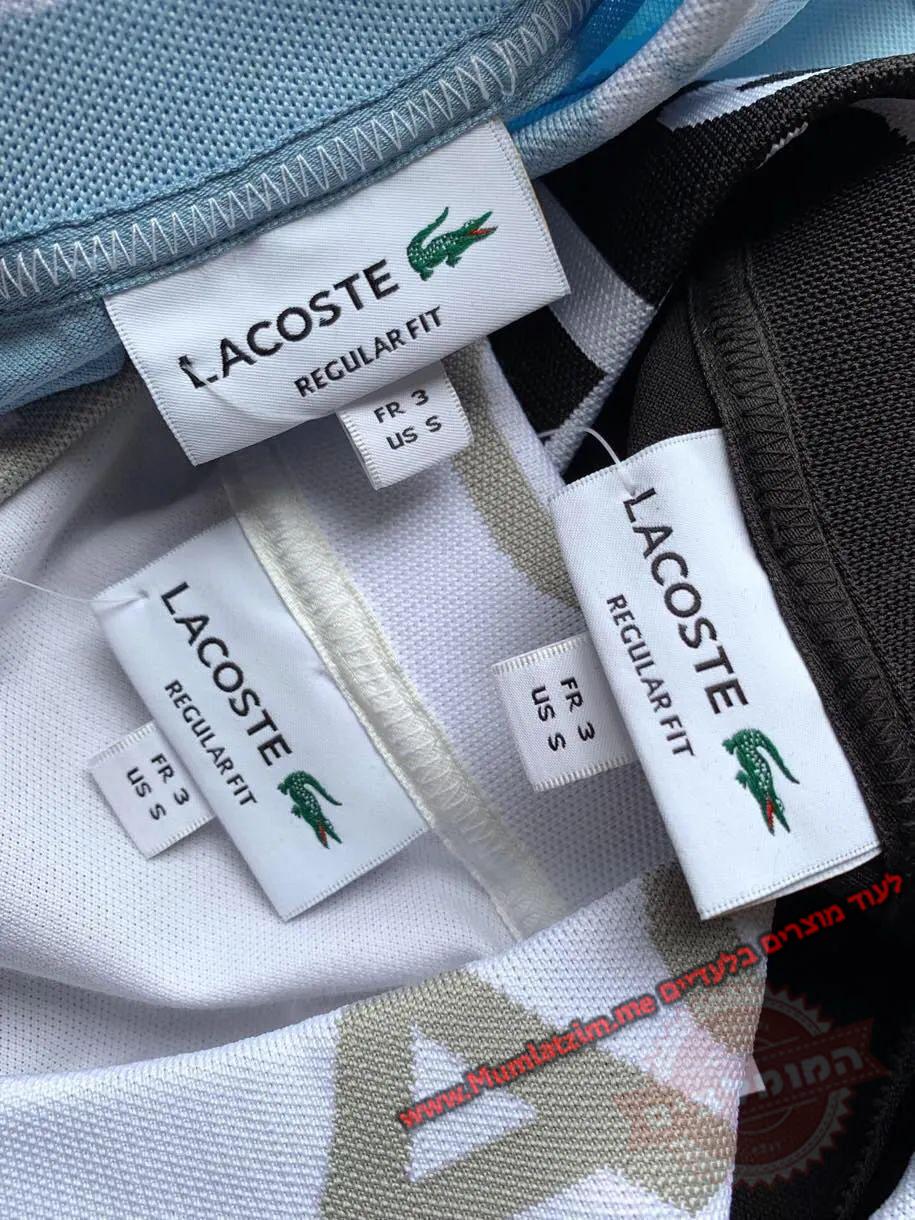 LACOSTE
REGULAR FIT
FR 3
US S
LACOSTE
REGULAR FIT
FR 3
US S
LACOSTE
REGULAR FIT
FR 3
US S
לעוד מוצרים בלעדיים www.Mumlatzim.me